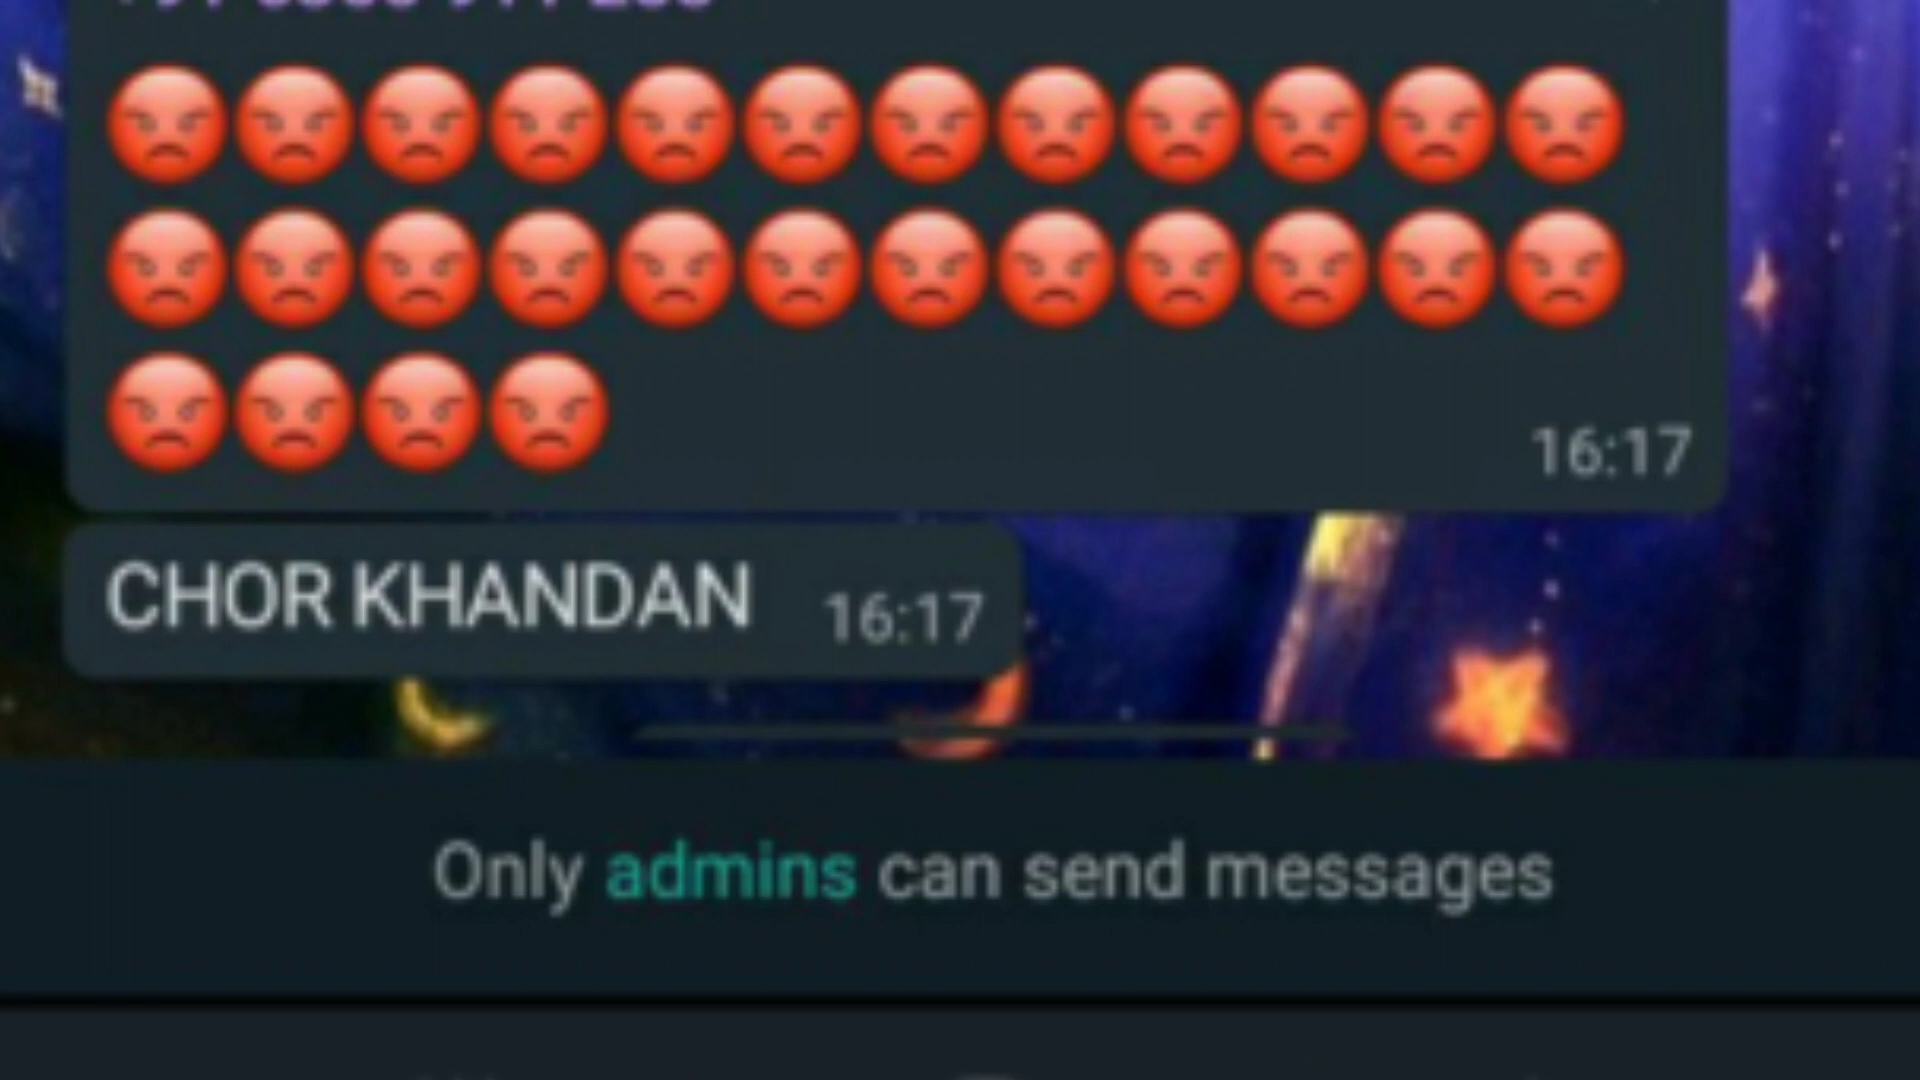 😡😡😡😡😡😡😡😡😡😡😡😡
😡😡😡😡😡😡😡😡😡😡😡😡
😡😡😡😡
16:17
CHOR KHANDAN 16:17
Only admins can send messages